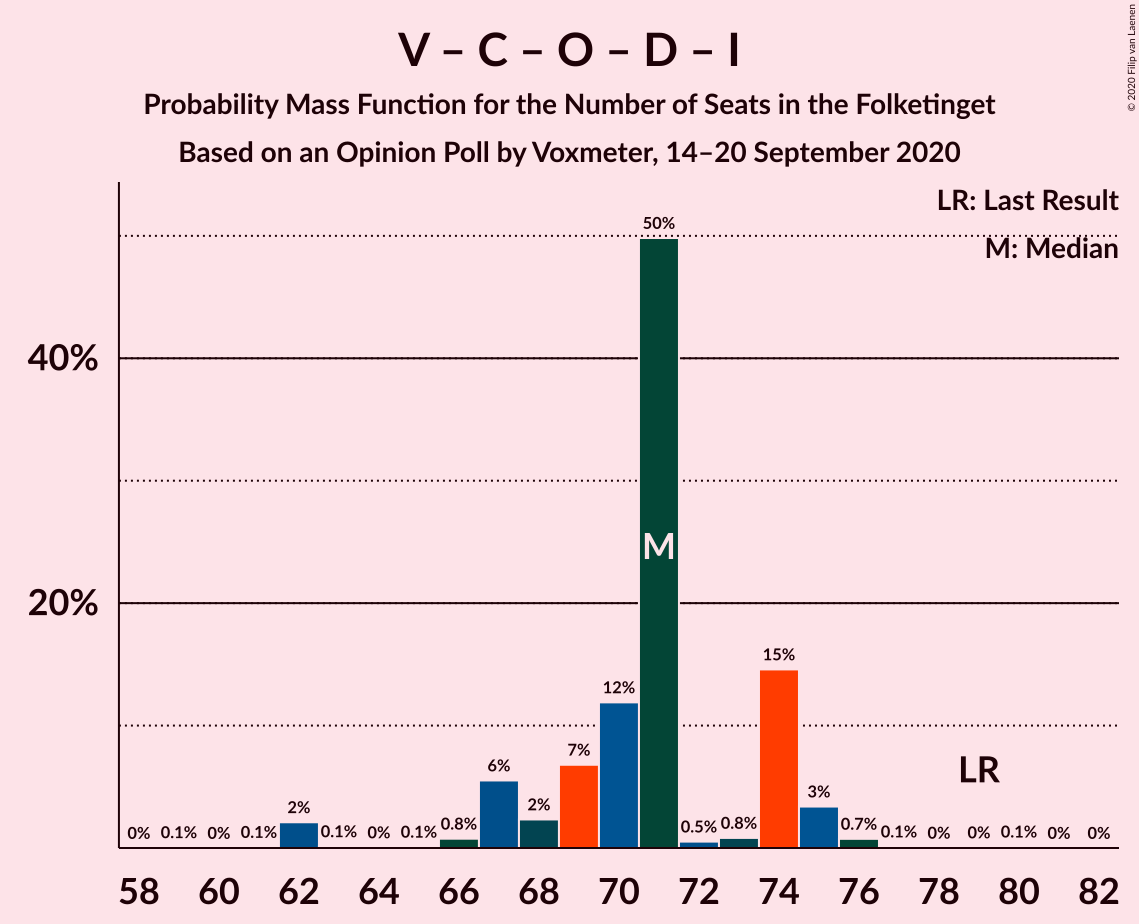 V – C – O – D – I
Probability Mass Function for the Number of Seats in the Folketinget
Based on an Opinion Poll by Voxmeter, 14–20 September 2020
© 2020 Filip van Laenen
LR: Last Result
M: Median
40%
20%
0% 0.1% 0% 0.1% 2% 0.1% 0% 0.1% 0.8% 6% 2% 7% 12% 50% 0.5% 0.8% 15% 3% 0.7% 0.1% 0% 0% 0.1% 0% 0%
M
LR
58 60 62 64 66 68 70 72 74 76 78 80 82